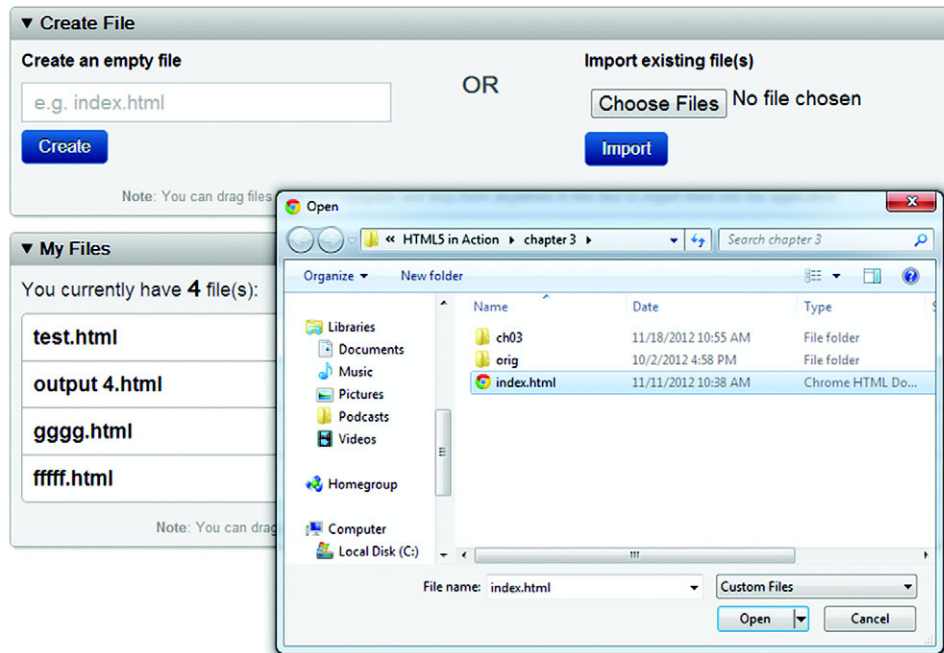 ▼ Create File
Create an empty file
e.g. index.html
Create
OR
Import existing file(s)
Choose Files No file chosen
Import
Note: You can drag files
▼ My Files
You currently have 4 file(s):
test.html
output 4.html
gggg.html
fffff.html
Note: You can drag
Open
« HTML5 in Action ▸ chapter 3 ▸
Search chapter 3
Organize ▼ New folder
Libraries
Documents
Music
Pictures
Podcasts
Videos
Homegroup
Computer
Local Disk (C:)
Name Date Type S
ch03 11/18/2012 10:55 AM File folder
orig 10/2/2012 4:58 PM File folder
index.html 11/11/2012 10:38 AM Chrome HTML Do...
File name: index.html
Custom Files
Open
Cancel